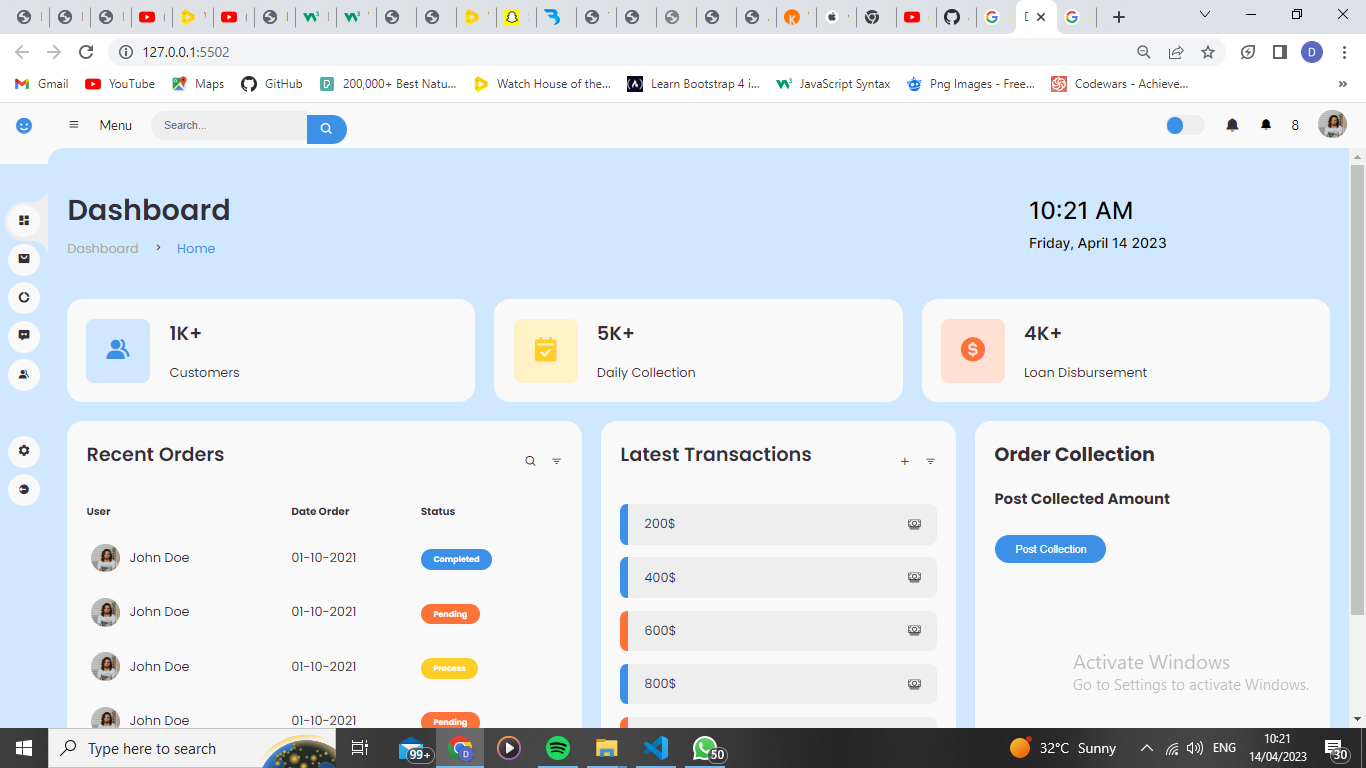 127.0.0.1:5502
D
Gmail
YouTube
Maps
GitHub
200,000+ Best Natu...
Watch House of the...
Learn Bootstrap 4 i...
JavaScript Syntax
Png Images - Free...
Codewars - Achieve...
»
Menu
Search...
8
Dashboard
10:21 AM
Dashboard > Home
Friday, April 14 2023
1K+
Customers
5K+
Daily Collection
4K+
Loan Disbursement
Recent Orders
User Date Order Status
John Doe 01-10-2021 Completed
John Doe 01-10-2021 Pending
John Doe 01-10-2021 Process
John Doe 01-10-2021 Pending
Latest Transactions
+
200$
400$
600$
800$
Order Collection
Post Collected Amount
Post Collection
Activate Windows
Go to Settings to activate Windows.
Type here to search
99+
D
50
32°C Sunny
ENG
10:21
14/04/2023
30